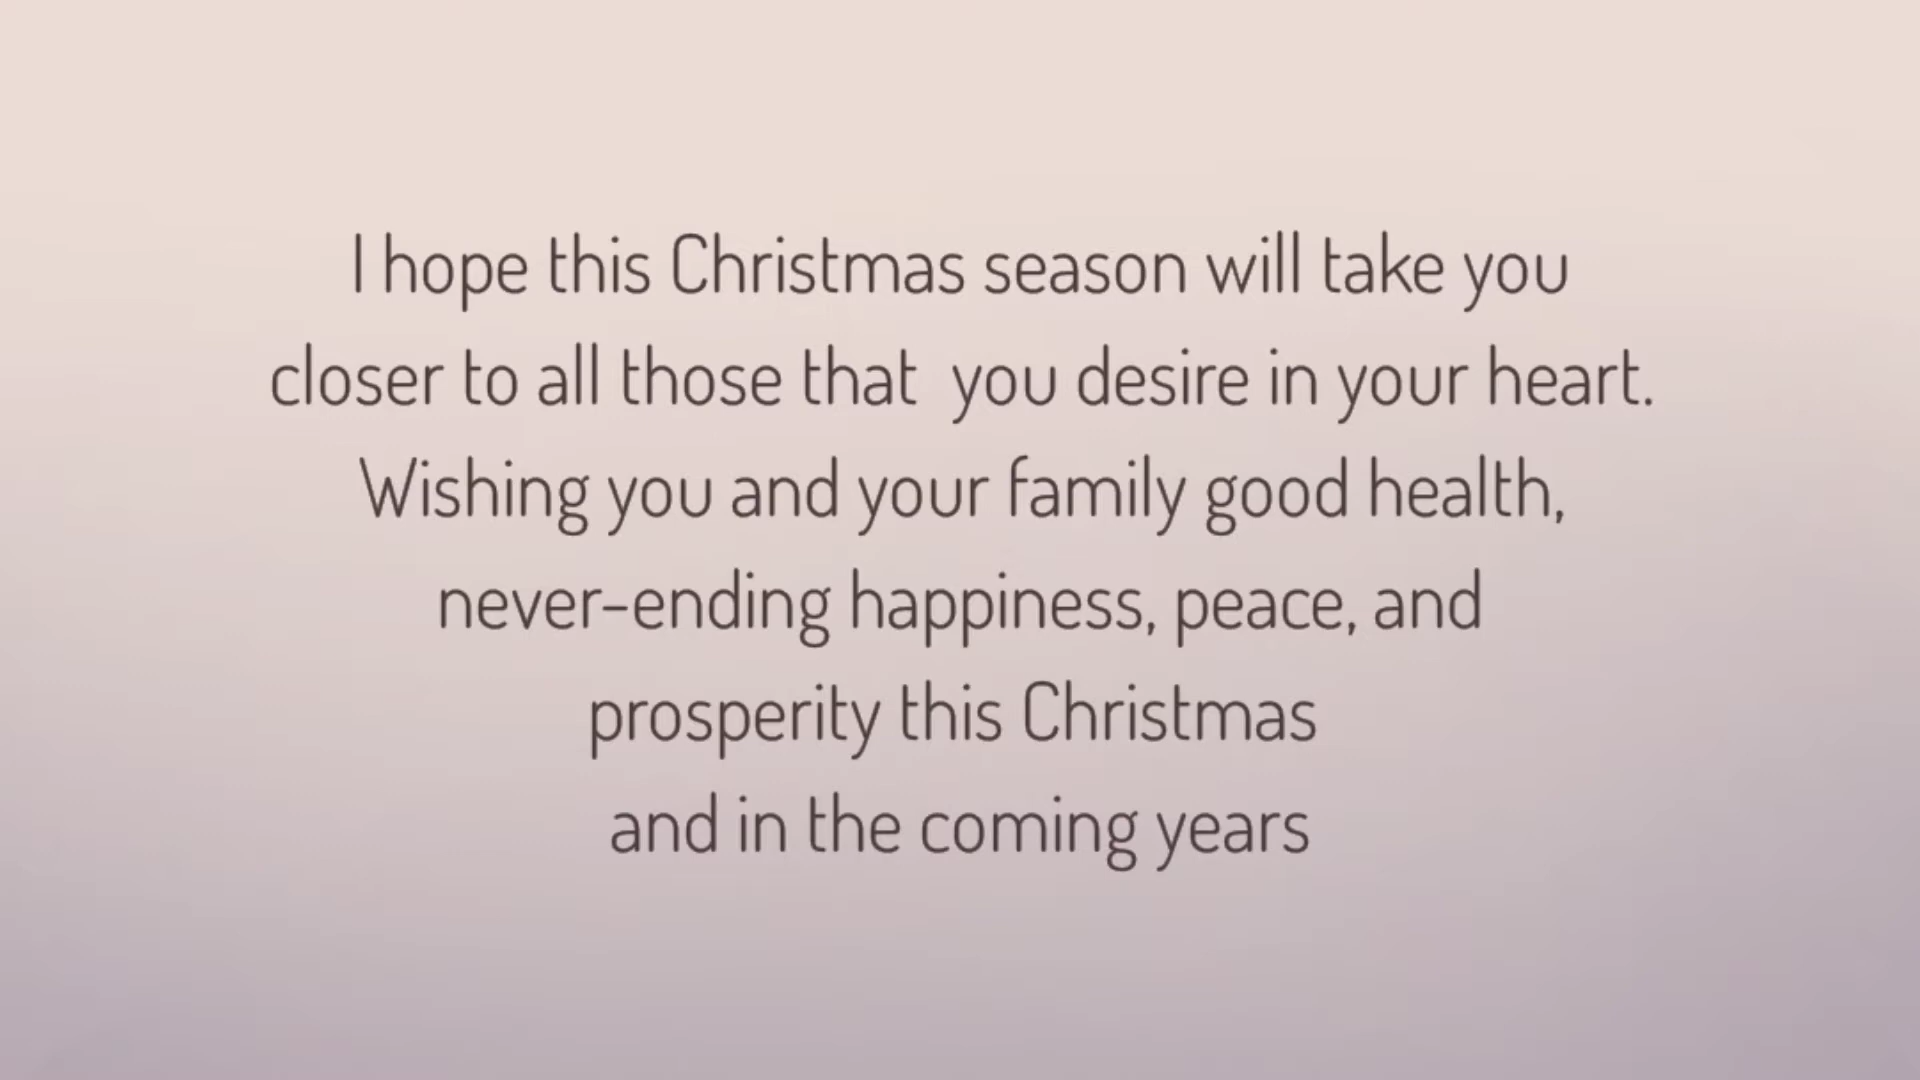 I hope this Christmas season will take you
closer to all those that  you desire in your heart.
Wishing you and your family good health,
never-ending happiness, peace, and
prosperity this Christmas
and in the coming years